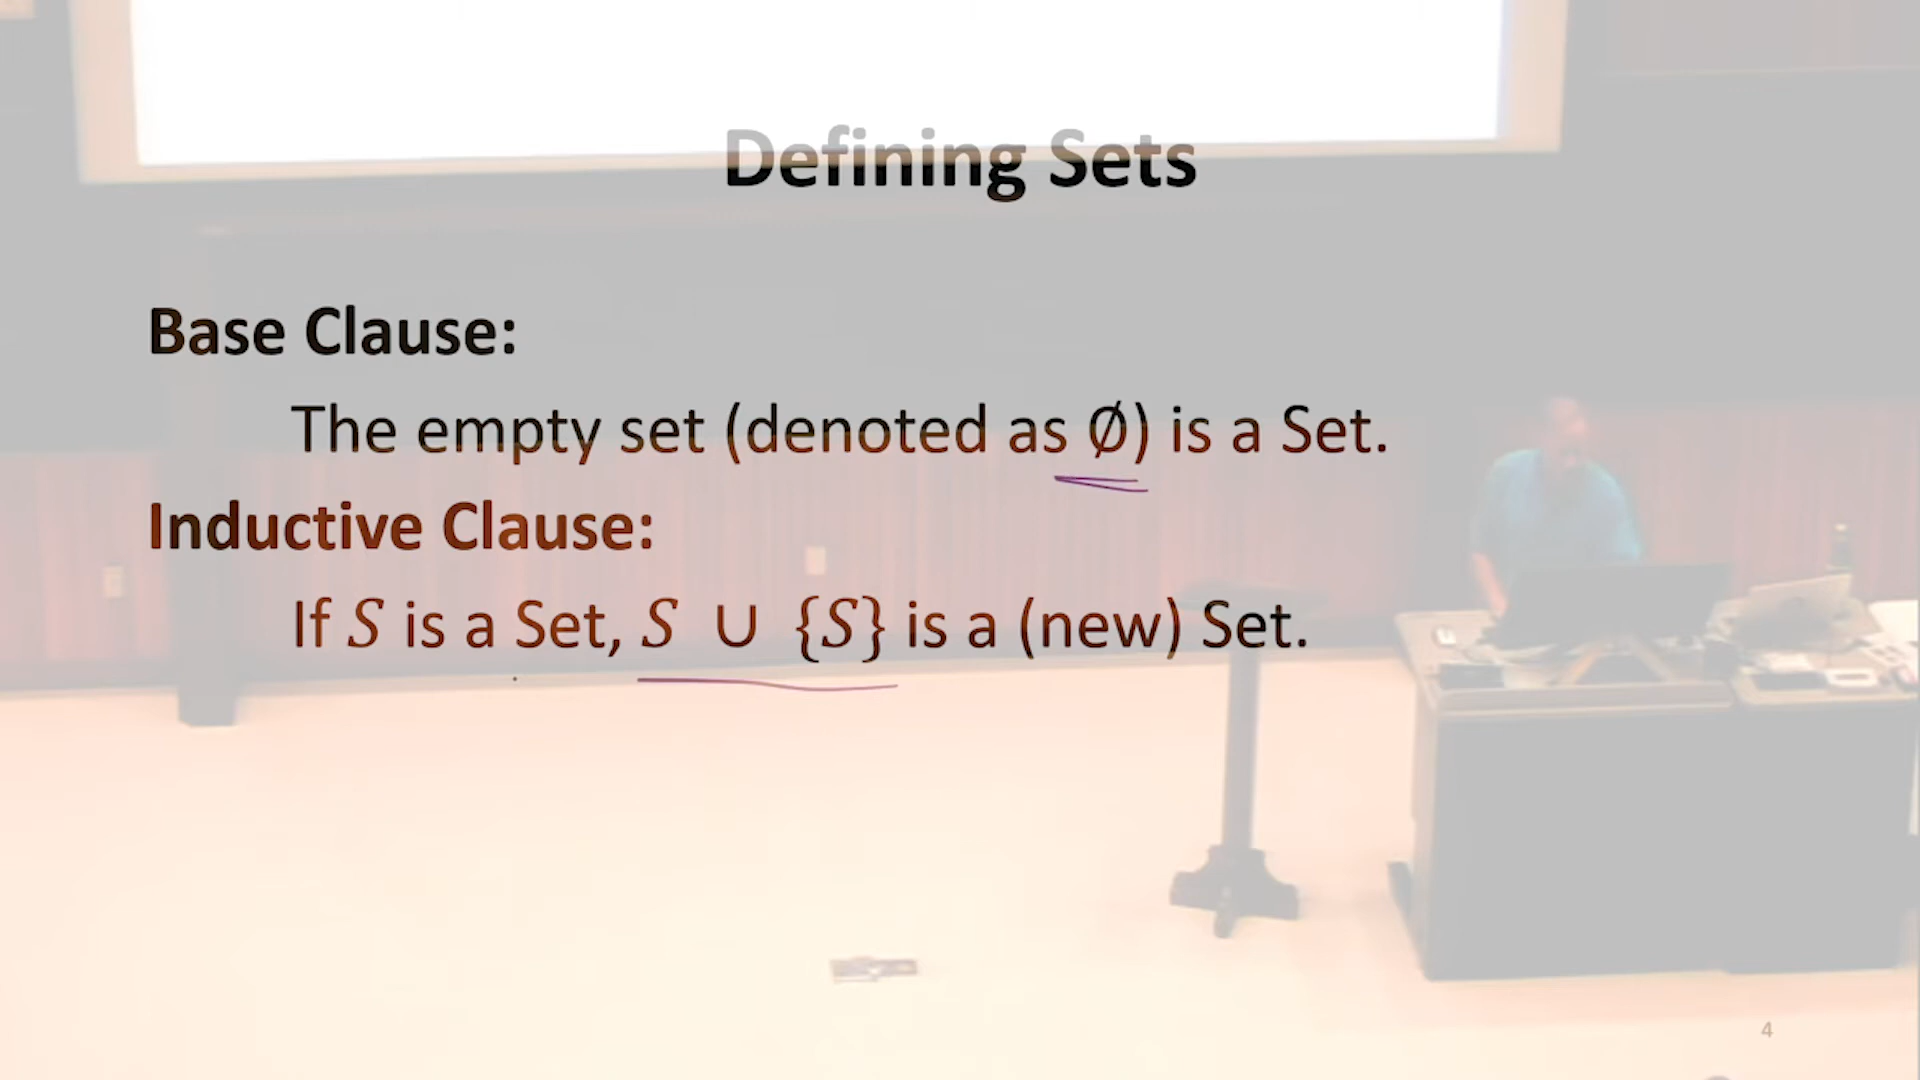 Defining Sets
Base Clause:
The empty set (denoted as ∅) is a Set.
Inductive Clause:
If S is a Set, S ∪ {S} is a (new) Set.
4